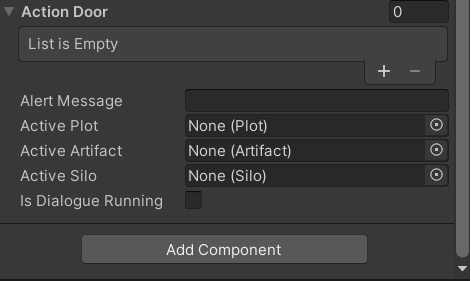 Action Door 0
List is Empty
+ −
Alert Message
Active Plot None (Plot)
Active Artifact None (Artifact)
Active Silo None (Silo)
Is Dialogue Running
Add Component